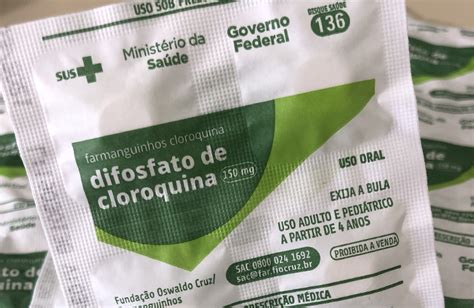 USO SOB PRES
SUS
Ministério da
Saúde
Governo
Federal
DISQUE SAÚDE
136
farmanguinhos cloroquina
difosfato de
cloroquina 150 mg
USO ORAL
EXIJA A BULA
USO ADULTO E PEDIÁTRICO
A PARTIR DE 4 ANOS
SAC 0800 024 1692
sac@far.fiocruz.br
PROIBIDA A VENDA
Fundação Oswaldo Cruz/
PRESCRIÇÃO MÉDICA